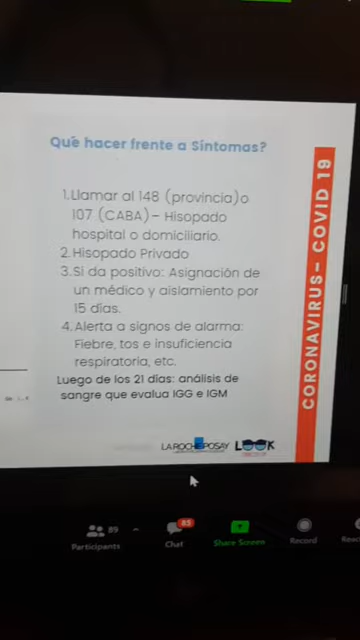 Qué hacer frente a Síntomas?
1.Llamar al 148 (provincia)o
107 (CABA) – Hisopado
hospital o domiciliario.
2. Hisopado Privado
3. Si da positivo: Asignación de
un médico y aislamiento por
15 días.
4. Alerta a signos de alarma:
Fiebre, tos e insuficiencia
respiratoria, etc.
Luego de los 21 días: análisis de
sangre que evalua IGG e IGM
CORONAVIRUS- COVID 19
LA ROCHE-POSAY
LOOK
89
85
Participants
Chat
Share Screen
Record